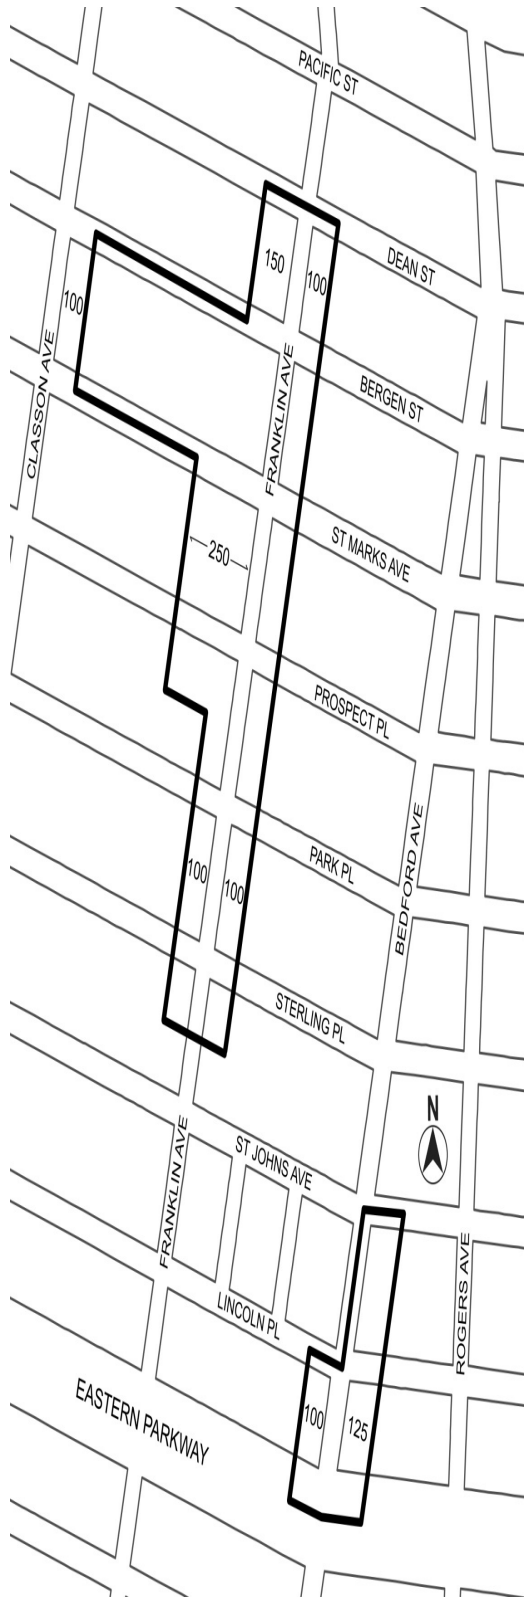 PACIFIC ST
DEAN ST
150
100
100
BERGEN ST
FRANKLIN AVE
CLASSON AVE
ST MARKS AVE
250
PROSPECT PL
BEDFORD AVE
PARK PL
100
100
STERLING PL
N
FRANKLIN AVE
ST JOHNS AVE
ROGERS AVE
LINCOLN PL
EASTERN PARKWAY
100
125